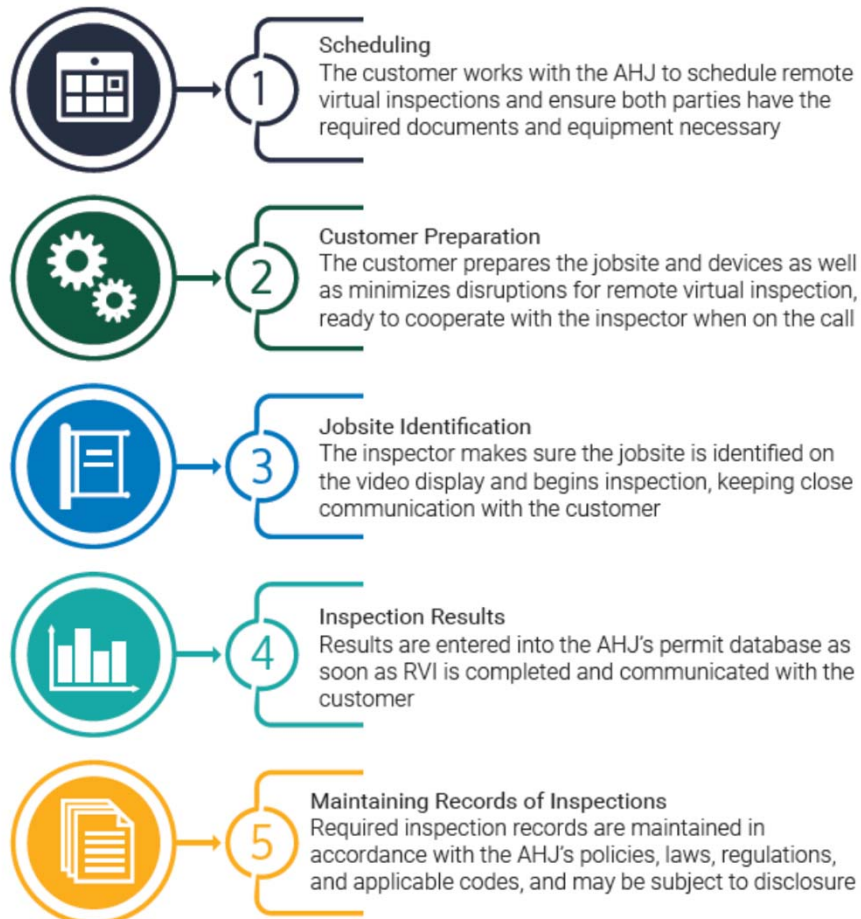 1
Scheduling
The customer works with the AHJ to schedule remote
virtual inspections and ensure both parties have the
required documents and equipment necessary
2
Customer Preparation
The customer prepares the jobsite and devices as well
as minimizes disruptions for remote virtual inspection,
ready to cooperate with the inspector when on the call
3
Jobsite Identification
The inspector makes sure the jobsite is identified on
the video display and begins inspection, keeping close
communication with the customer
4
Inspection Results
Results are entered into the AHJ's permit database as
soon as RVI is completed and communicated with the
customer
5
Maintaining Records of Inspections
Required inspection records are maintained in
accordance with the AHJ's policies, laws, regulations,
and applicable codes, and may be subject to disclosure